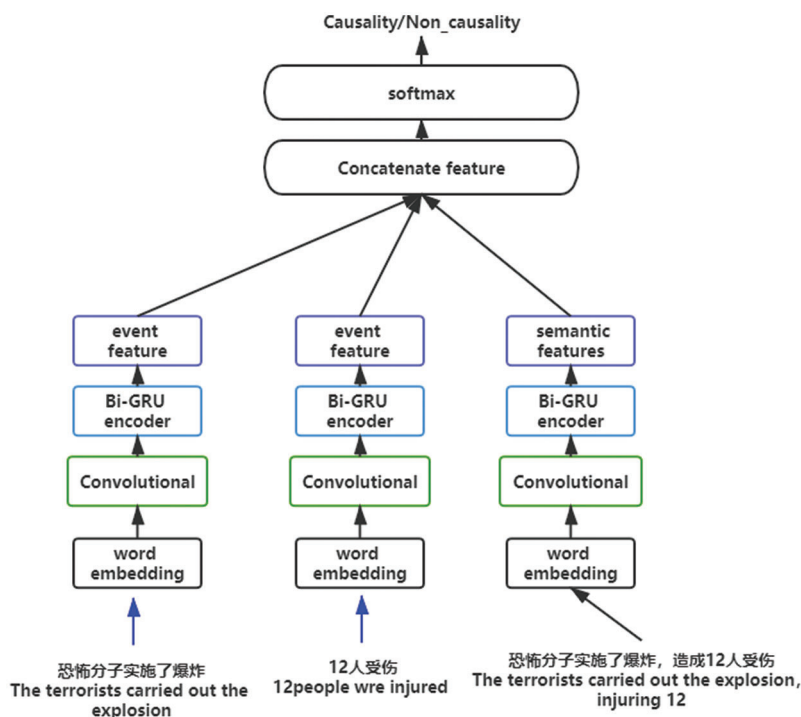 Causality/Non_causality
softmax
Concatenate feature
event
feature
event
feature
semantic
features
Bi-GRU
encoder
Bi-GRU
encoder
Bi-GRU
encoder
Convolutional
Convolutional
Convolutional
word
embedding
word
embedding
word
embedding
恐怖分子实施了爆炸
The terrorists carried out the
explosion
12人受伤
12people wre injured
恐怖分子实施了爆炸，造成12人受伤
The terrorists carried out the explosion,
injuring 12